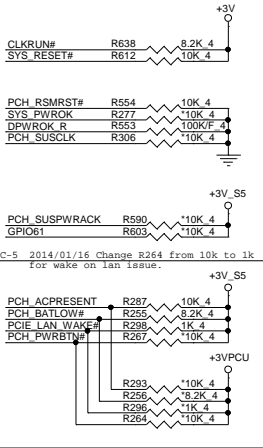 +3V
CLKRUN# R638 8.2K_4
SYS_RESET# R612 10K_4
PCH_RSMRST# R554 10K_4
SYS_PWROK R277 *10K_4
DPWROK_R R553 100K/F_4
PCH_SUSCLK R306 *10K_4
+3V_S5
PCH_SUSPWRACK R590 *10K_4
GPIO61 R603 *10K_4
C-5 2014/01/16 Change R264 from 10k to 1k
for wake on lan issue.
+3V_S5
PCH_ACPRESENT R287 10K_4
PCH_BATLOW# R255 8.2K_4
PCIE_LAN_WAKE# R298 1K_4
PCH_PWRBTN# R267 *10K_4
+3VPCU
R293 *10K_4
R256 *8.2K_4
R296 *1K_4
R264 *10K_4